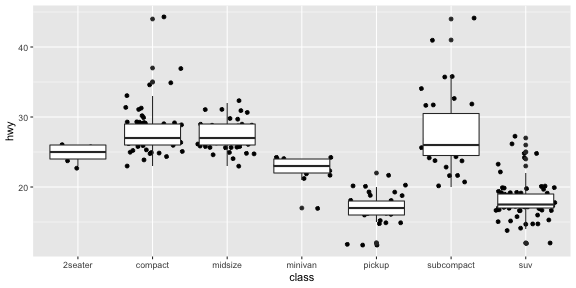 40
30
20
hwy
2seater compact midsize minivan pickup subcompact suv
class